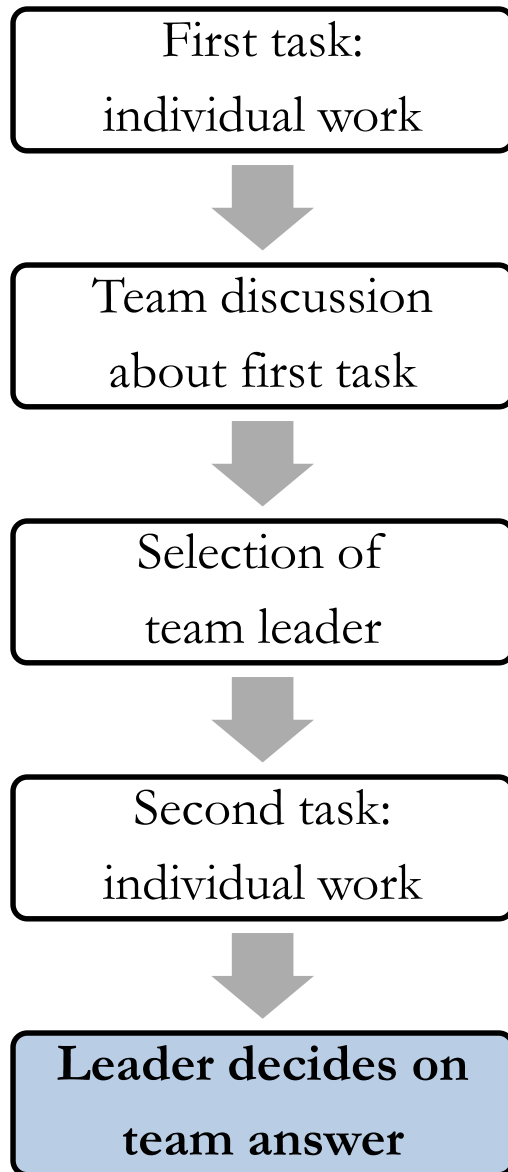 First task:
individual work
Team discussion
about first task
Selection of
team leader
Second task:
individual work
Leader decides on
team answer